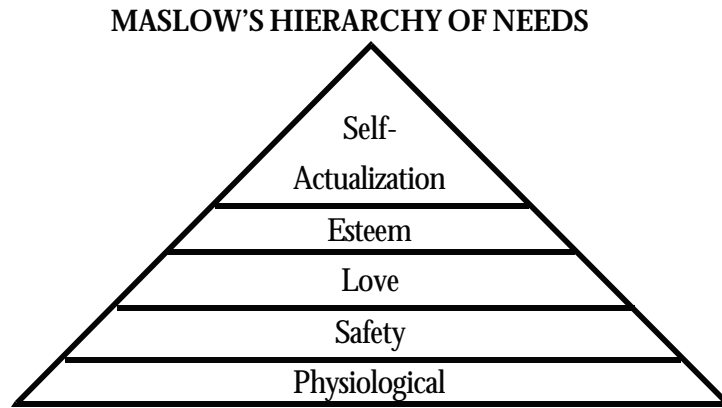 MASLOW’S HIERARCHY OF NEEDS
Self-
Actualization
Esteem
Love
Safety
Physiological